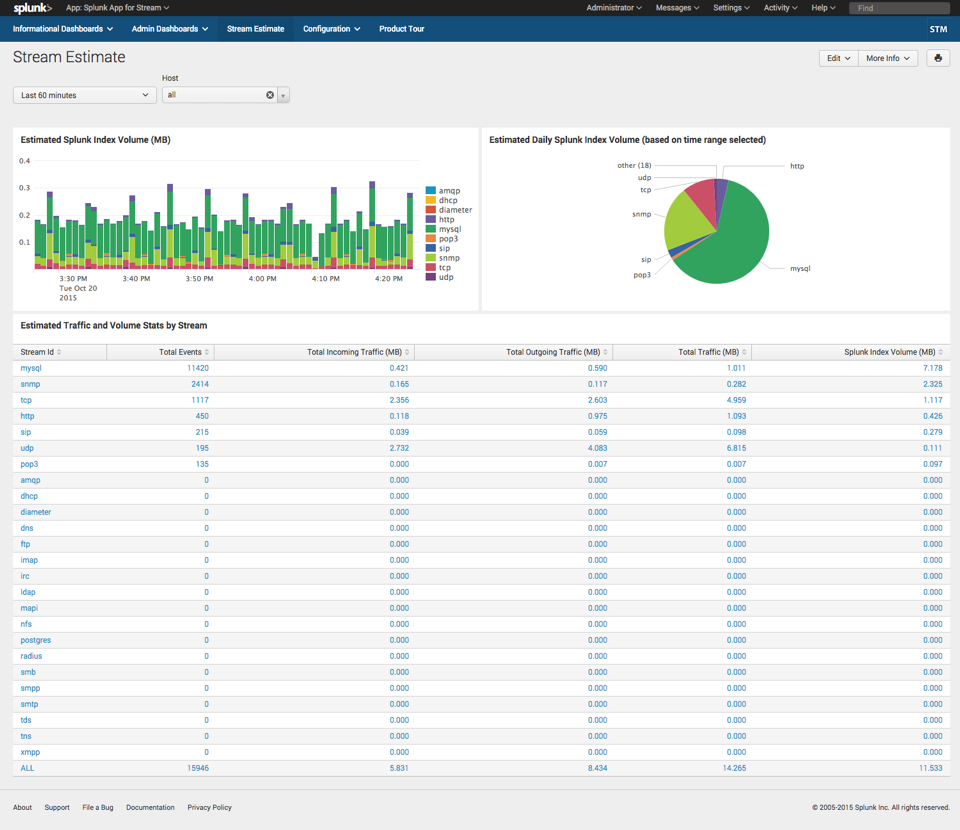 splunk> App: Splunk App for Stream Administrator Messages Settings Activity Help Find
Informational Dashboards Admin Dashboards Stream Estimate Configuration Product Tour STM
Stream Estimate
Edit More Info
Host
Last 60 minutes all
Estimated Splunk Index Volume (MB)
0.4
0.3
0.2
0.1
3:30 PM
Tue Oct 20
2015
3:40 PM
3:50 PM
4:00 PM
4:10 PM
4:20 PM
amqp
dhcp
diameter
http
mysql
pop3
sip
snmp
tcp
udp
Estimated Daily Splunk Index Volume (based on time range selected)
other (18)
udp
tcp
snmp
sip
pop3
http
mysql
Estimated Traffic and Volume Stats by Stream
Stream Id Total Events Total Incoming Traffic (MB) Total Outgoing Traffic (MB) Total Traffic (MB) Splunk Index Volume (MB)
mysql 11420 0.421 0.590 1.011 7.178
snmp 2414 0.165 0.117 0.282 2.325
tcp 1117 2.356 2.603 4.959 1.117
http 450 0.118 0.975 1.093 0.426
sip 215 0.039 0.059 0.098 0.279
udp 195 2.732 4.083 6.815 0.111
pop3 135 0.000 0.007 0.007 0.097
amqp 0 0.000 0.000 0.000 0.000
dhcp 0 0.000 0.000 0.000 0.000
diameter 0 0.000 0.000 0.000 0.000
dns 0 0.000 0.000 0.000 0.000
ftp 0 0.000 0.000 0.000 0.000
imap 0 0.000 0.000 0.000 0.000
irc 0 0.000 0.000 0.000 0.000
ldap 0 0.000 0.000 0.000 0.000
mapi 0 0.000 0.000 0.000 0.000
nfs 0 0.000 0.000 0.000 0.000
postgres 0 0.000 0.000 0.000 0.000
radius 0 0.000 0.000 0.000 0.000
smb 0 0.000 0.000 0.000 0.000
smpp 0 0.000 0.000 0.000 0.000
smtp 0 0.000 0.000 0.000 0.000
tds 0 0.000 0.000 0.000 0.000
tns 0 0.000 0.000 0.000 0.000
xmpp 0 0.000 0.000 0.000 0.000
ALL 15946 5.831 8.434 14.265 11.533
About Support File a Bug Documentation Privacy Policy © 2005-2015 Splunk Inc. All rights reserved.